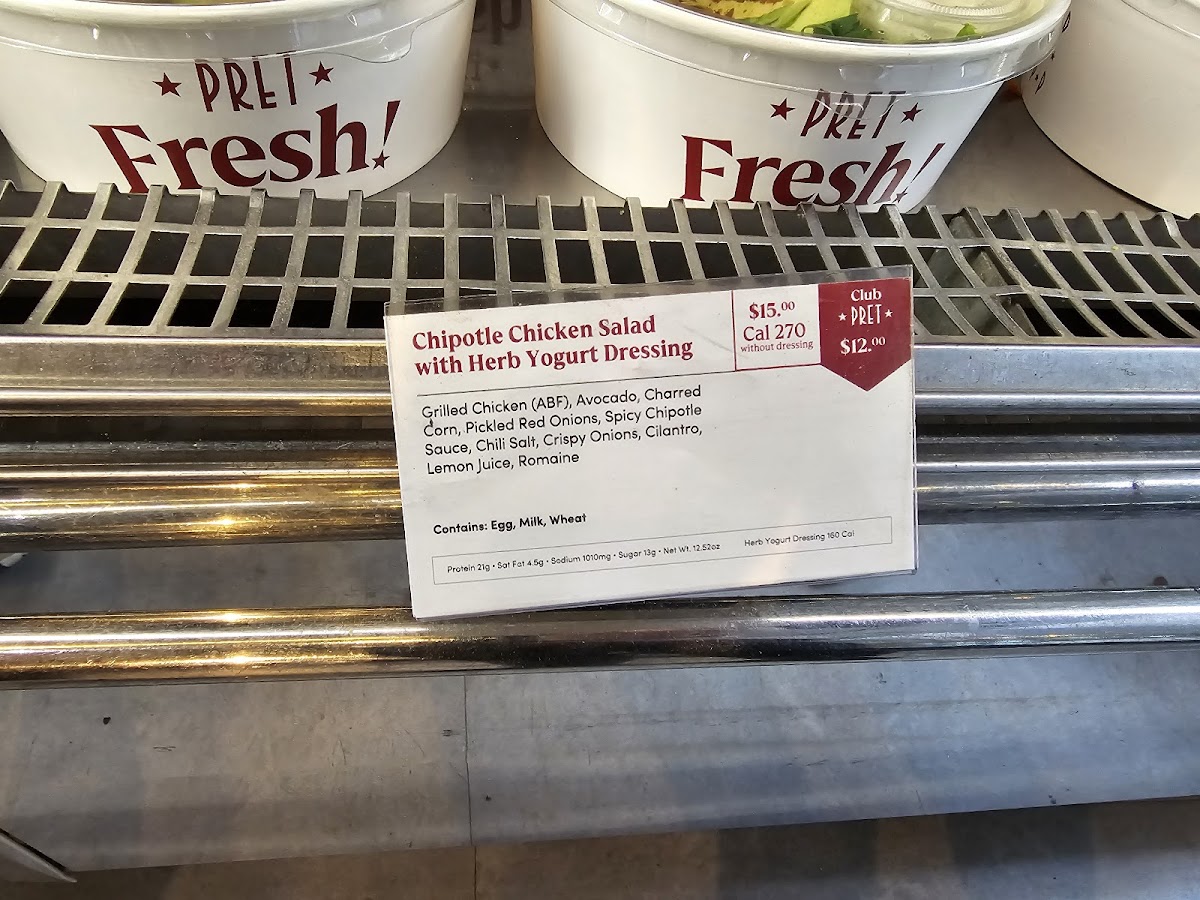 ★ PRET ★
Fresh!
★ PRET ★
Fresh!
Chipotle Chicken Salad
with Herb Yogurt Dressing
$15.00
Cal 270
without dressing
Club
★ PRET ★
$12.00
Grilled Chicken (ABF), Avocado, Charred
Corn, Pickled Red Onions, Spicy Chipotle
Sauce, Chili Salt, Crispy Onions, Cilantro,
Lemon Juice, Romaine
Contains: Egg, Milk, Wheat
Protein 21g • Sat Fat 4.5g • Sodium 1010mg • Sugar 13g • Net Wt. 12.52oz
Herb Yogurt Dressing 160 Cal